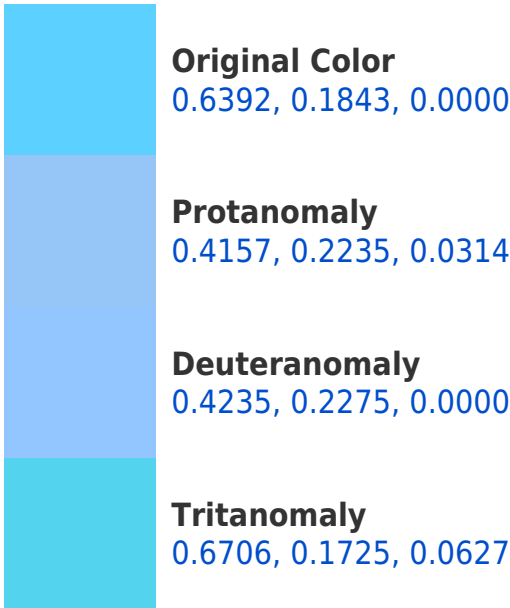 Original Color
0.6392, 0.1843, 0.0000
Protanomaly
0.4157, 0.2235, 0.0314
Deuteranomaly
0.4235, 0.2275, 0.0000
Tritanomaly
0.6706, 0.1725, 0.0627